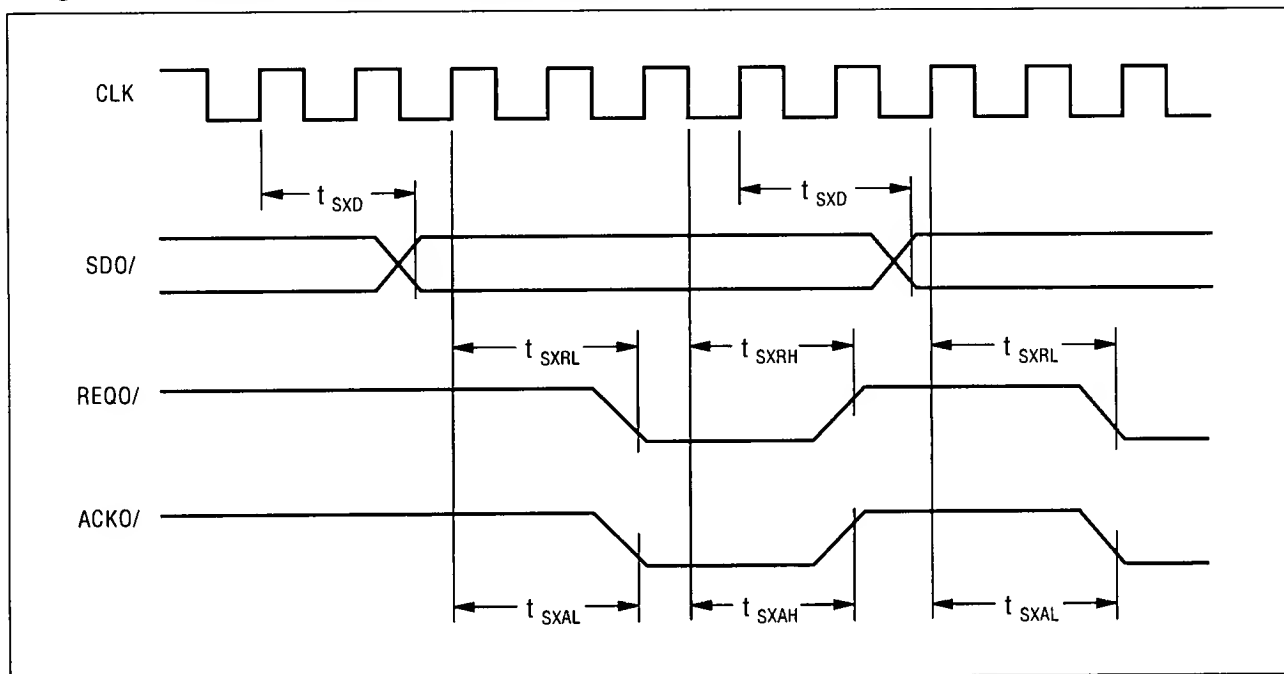 CLK
t SXD
t SXD
SDO/
t SXRL
t SXRH
t SXRL
REQO/
ACKO/
t SXAL
t SXAH
t SXAL